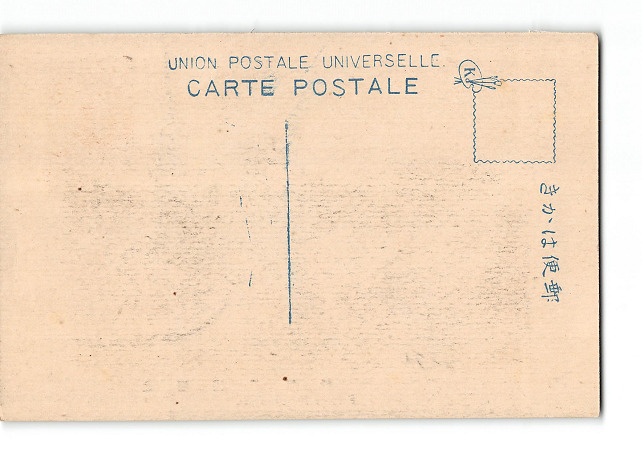 UNION POSTALE UNIVERSELLE.
CARTE POSTALE
K
きかは便郵